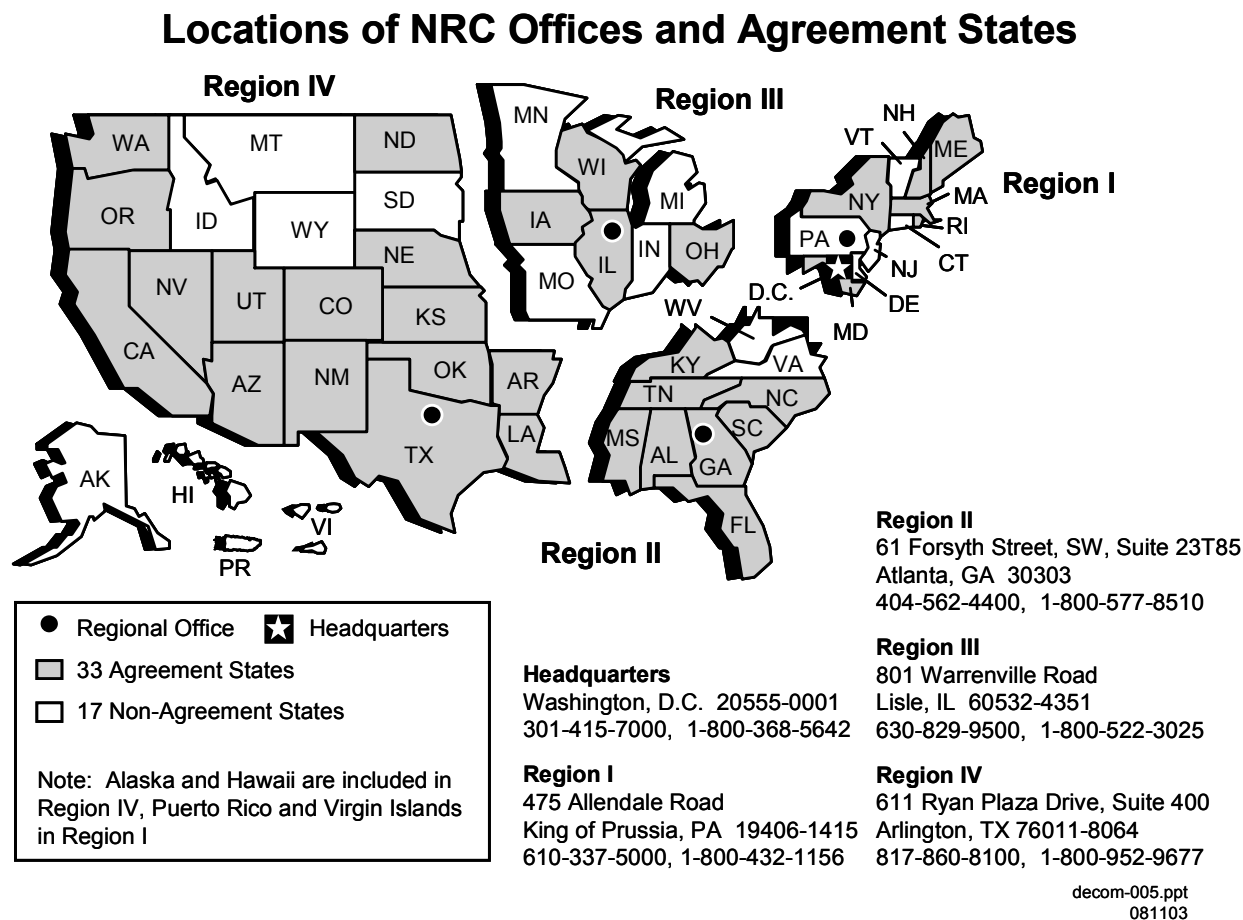 Locations of NRC Offices and Agreement States
Region IV
Region III
Region I
Region II
WA
MT
ND
OR
ID
SD
WY
NE
NV
UT
CO
KS
CA
AZ
NM
OK
AR
TX
LA
AK
HI
PR
VI
MN
WI
MI
IA
IL
IN
OH
MO
NH
VT
ME
NY
MA
RI
PA
CT
NJ
D.C.
DE
MD
WV
KY
VA
TN
NC
SC
MS
AL
GA
FL
Regional Office
Headquarters
33 Agreement States
17 Non-Agreement States
Note: Alaska and Hawaii are included in
Region IV, Puerto Rico and Virgin Islands
in Region I
Headquarters
Washington, D.C. 20555-0001
301-415-7000, 1-800-368-5642
Region I
475 Allendale Road
King of Prussia, PA 19406-1415
610-337-5000, 1-800-432-1156
Region II
61 Forsyth Street, SW, Suite 23T85
Atlanta, GA 30303
404-562-4400, 1-800-577-8510
Region III
801 Warrenville Road
Lisle, IL 60532-4351
630-829-9500, 1-800-522-3025
Region IV
611 Ryan Plaza Drive, Suite 400
Arlington, TX 76011-8064
817-860-8100, 1-800-952-9677
decom-005.ppt
081103